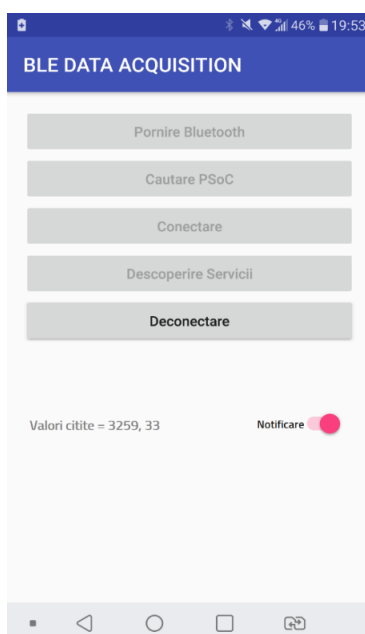 46% 19:53
BLE DATA ACQUISITION
Pornire Bluetooth
Cautare PSoC
Conectare
Descoperire Servicii
Deconectare
Valori citite = 3259, 33 Notificare